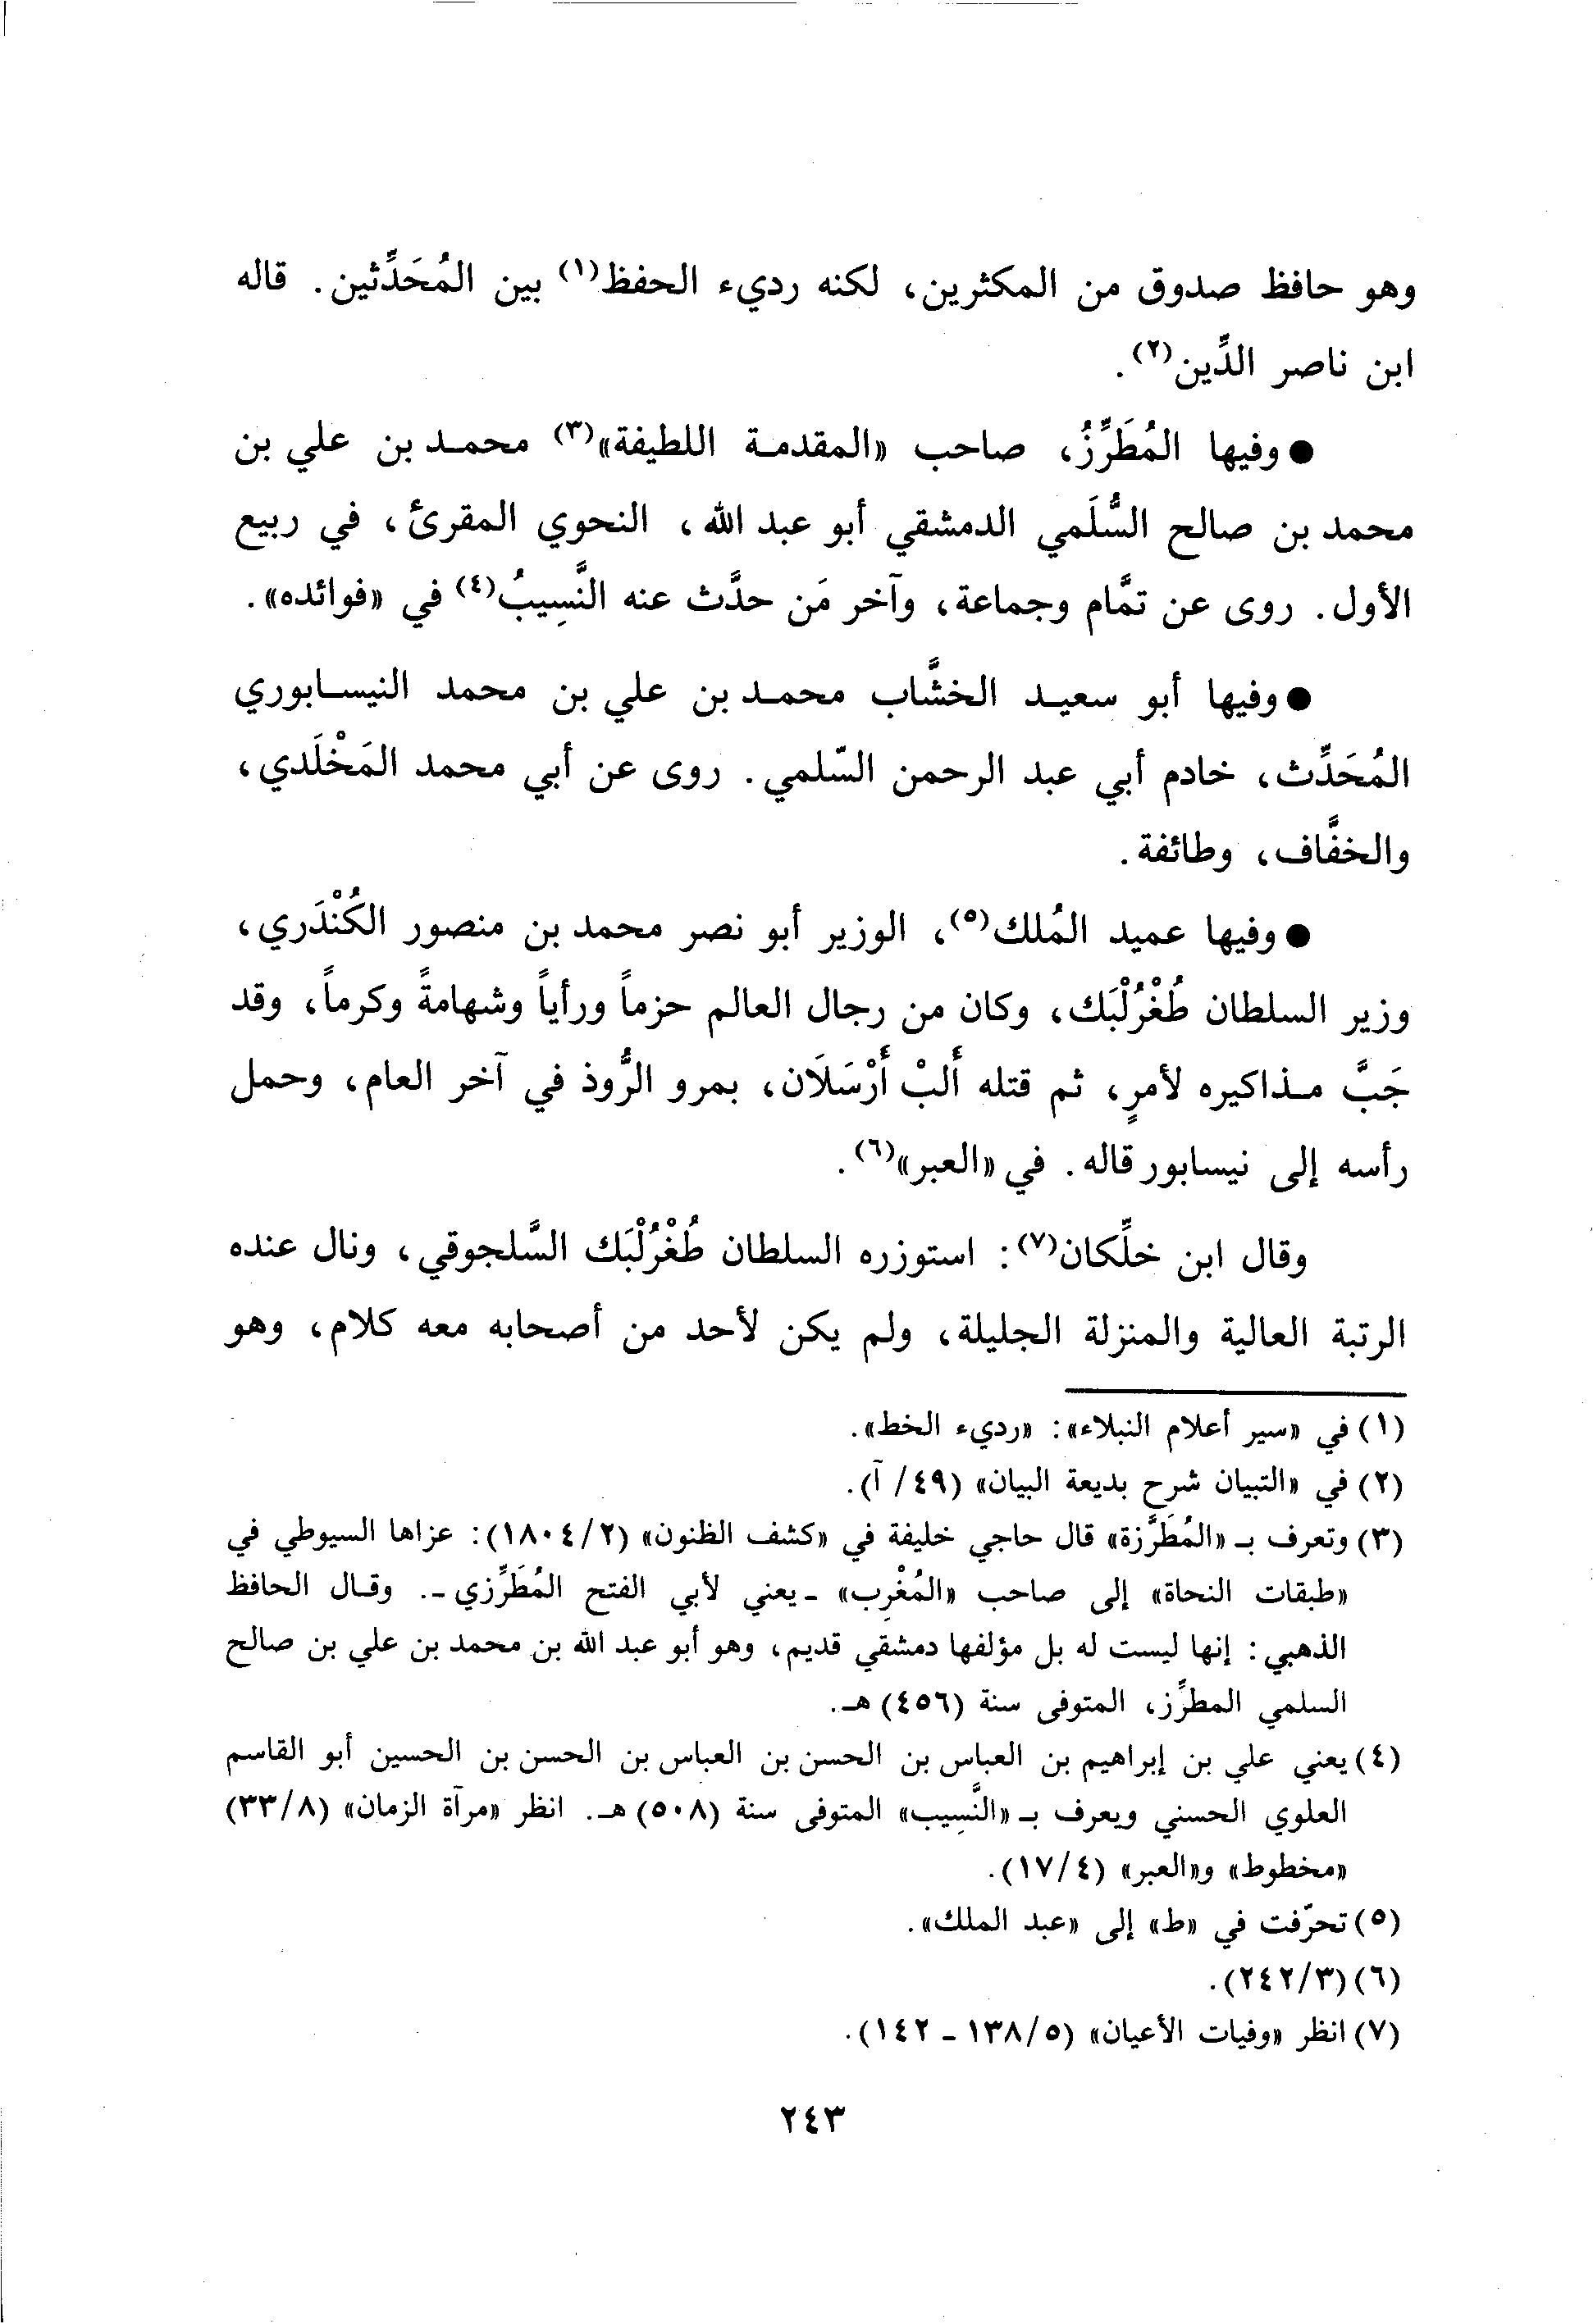 وهو حافظ صدوق من المكثرين، لكنه رديء الحفظ(١) بين المُحَدِّثين. قاله
ابن ناصر الدِّين(٢).
● وفيها المُطَرِّزُ، صاحب «المقدمة اللطيفة»(٣) محمد بن علي بن
محمد بن صالح السُّلَمي الدمشقي أبو عبد الله، النحوي المقرئ، في ربيع
الأول. روى عن تمَّام وجماعة، وآخر مَن حدَّث عنه النَّسِيبُ(٤) في «فوائده».
● وفيها أبو سعيد الخشَّاب محمد بن علي بن محمد النيسابوري
المُحَدِّث، خادم أبي عبد الرحمن السّلمي. روى عن أبي محمد المَخْلَدي،
والخفَّاف، وطائفة.
● وفيها عميد المُلك(٥)، الوزير أبو نصر محمد بن منصور الكُنْدَري،
وزير السلطان طُغْرُلْبَك، وكان من رجال العالم حزماً ورأياً وشهامةً وكرماً، وقد
جَبَّ مذاكيره لأمرٍ، ثم قتله أَلبْ أَرْسَلَان، بمرو الرُّوذ في آخر العام، وحمل
رأسه إلى نيسابور قاله. في «العبر»(٦).
وقال ابن خلِّكان(٧): استوزره السلطان طُغْرُلْبَك السَّلجوقي، ونال عنده
الرتبة العالية والمنزلة الجليلة، ولم يكن لأحد من أصحابه معه كلام، وهو
(١) في «سير أعلام النبلاء»: «رديء الخط».
(٢) في «التبيان شرح بديعة البيان» (٤٩/ آ).
(٣) وتعرف بـ «المُطَرِّزة» قال حاجي خليفة في «كشف الظنون» (١٨٠٤/٢): عزاها السيوطي في
«طبقات النحاة» إلى صاحب «المُغْرِب» - يعني لأبي الفتح المُطَرِّزي -. وقال الحافظ
الذهبي: إنها ليست له بل مؤلفها دمشقي قديم، وهو أبو عبد الله بن محمد بن علي بن صالح
السلمي المطرِّز، المتوفى سنة (٤٥٦) هـ.
(٤) يعني علي بن إبراهيم بن العباس بن الحسن بن العباس بن الحسن بن الحسين أبو القاسم
العلوي الحسني ويعرف بـ «النَّسِيب» المتوفى سنة (٥٠٨) هـ. انظر «مرآة الزمان» (٣٣/٨)
«مخطوط» و«العبر» (١٧/٤).
(٥) تحرّفت في «ط» إلى «عبد الملك».
(٦) (٢٤٢/٣).
(٧) انظر «وفيات الأعيان» (١٣٨/٥ - ١٤٢).
٢٤٣